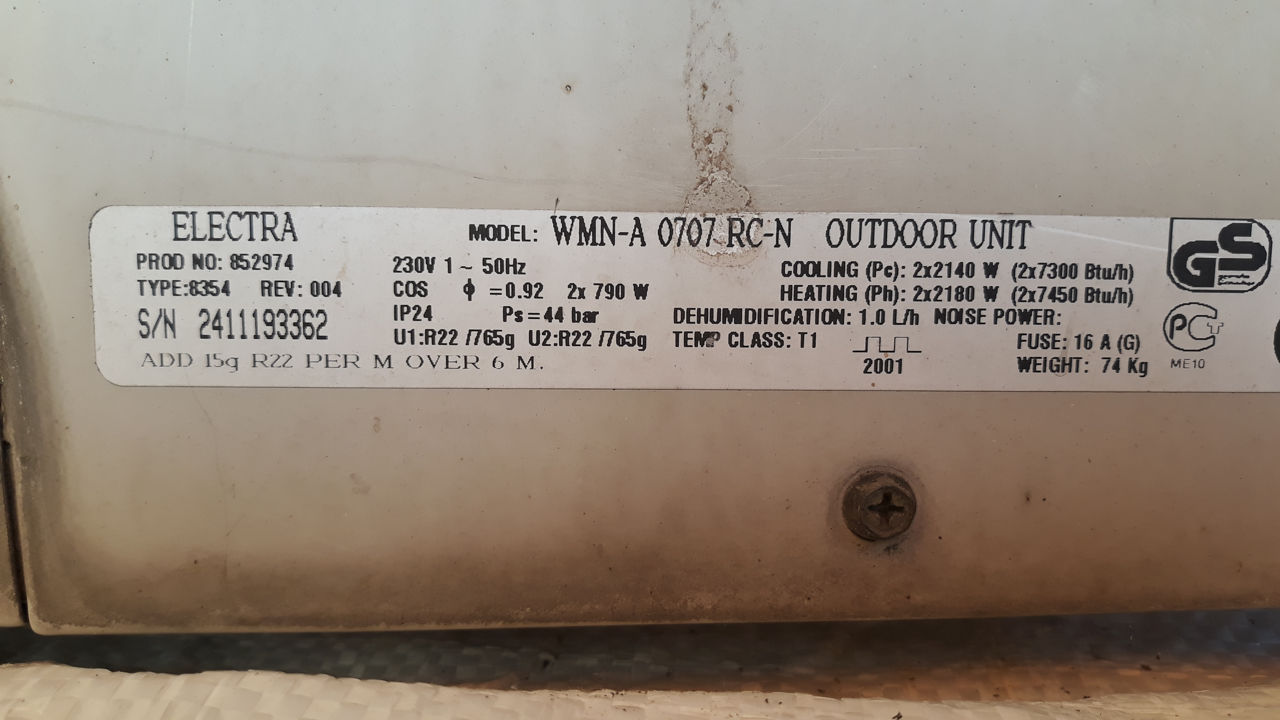 ELECTRA
MODEL: WMN-A 0707 RC-N OUTDOOR UNIT
PROD NO: 852974
TYPE:8354 REV: 004
S/N 2411193362
ADD 15g R22 PER M OVER 6 M.
230V 1 ~ 50Hz
COS ϕ =0.92 2x 790 W
IP24 Ps=44 bar
U1:R22 /765g U2:R22 /765g
COOLING (Pc): 2x2140 W (2x7300 Btu/h)
HEATING (Ph): 2x2180 W (2x7450 Btu/h)
DEHUMIDIFICATION: 1.0 L/h NOISE POWER:
TEMP CLASS: T1
2001
FUSE: 16 A (G)
WEIGHT: 74 Kg
GS
PCT
ME10